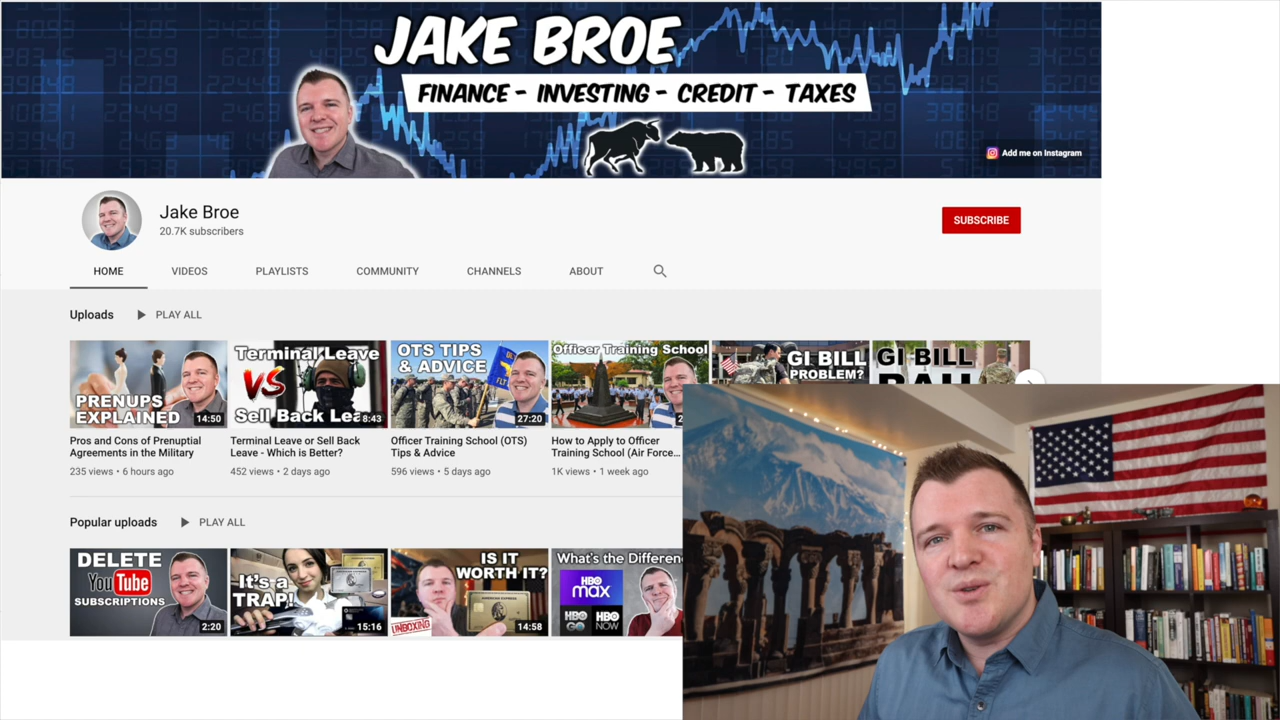 JAKE BROE
FINANCE - INVESTING - CREDIT - TAXES
Add me on Instagram
Jake Broe
20.7K subscribers
SUBSCRIBE
HOME
VIDEOS
PLAYLISTS
COMMUNITY
CHANNELS
ABOUT
Uploads
PLAY ALL
PRENUPS
EXPLAINED
14:50
Terminal Leave
VS
Sell Back Lea
8:43
OTS TIPS
& ADVICE
27:20
Officer Training School
GI BILL
PROBLEM?
GI BILL
BAH
Pros and Cons of Prenuptial
Agreements in the Military
235 views • 6 hours ago
Terminal Leave or Sell Back
Leave - Which is Better?
452 views • 2 days ago
Officer Training School (OTS)
Tips & Advice
596 views • 5 days ago
How to Apply to Officer
Training School (Air Force...
1K views • 1 week ago
Popular uploads
PLAY ALL
DELETE
YouTube
SUBSCRIPTIONS
2:20
It's a
TRAP!
15:16
IS IT
WORTH IT?
UNBOXING
14:58
What's the Differen
HBO
max
HBO
GO
HBO
NOW